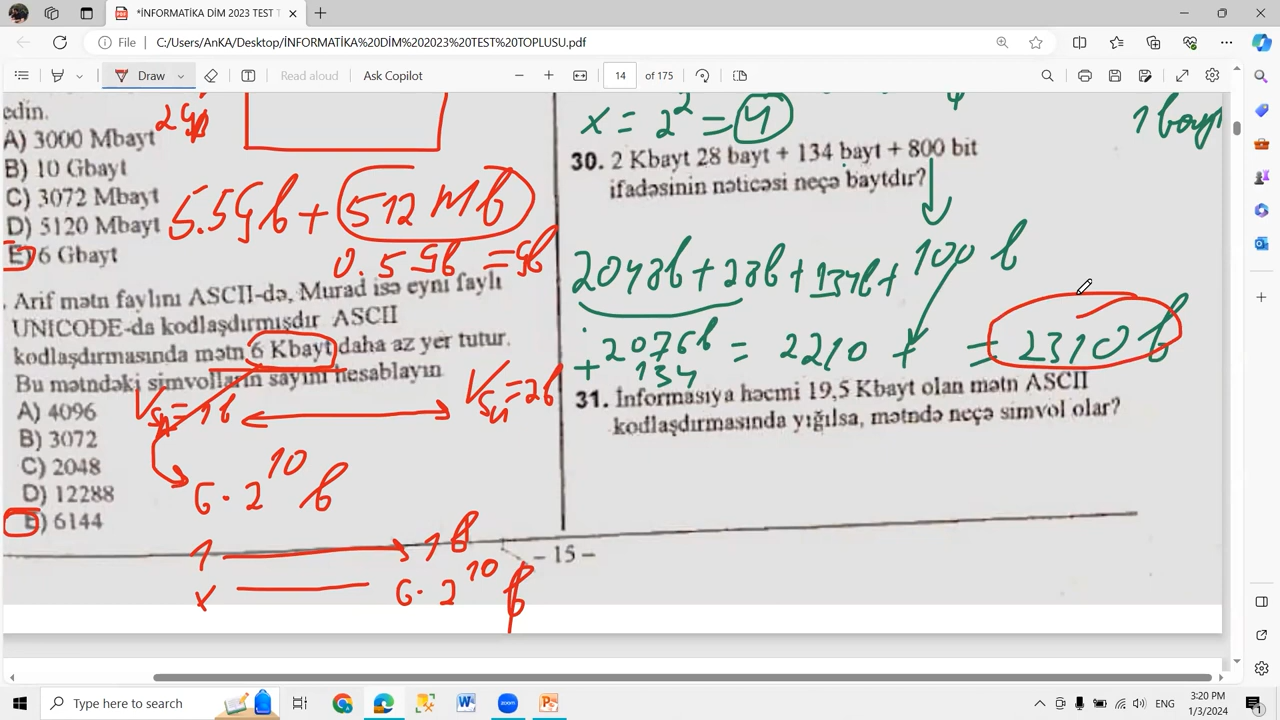 *İNFORMATİKA DİM 2023 TEST T
File
C:/Users/AnKA/Desktop/İNFORMATİKA%20DİM%202023%20TEST%20TOPLUSU.pdf
Draw
Read aloud
Ask Copilot
14 of 175
edin.
A) 3000 Mbayt
B) 10 Gbayt
C) 3072 Mbayt
D) 5120 Mbayt
E) 6 Gbayt
5.5Gb + 512 Mb
0.5Gb = Gb
Arif mətn faylını ASCII-də, Murad isə eyni faylı
UNICODE-da kodlaşdırmışdır. ASCII
kodlaşdırmasında mətn 6 Kbayt daha az yer tutur.
Bu mətndəki simvolların sayını hesablayın.
A) 4096
B) 3072
C) 2048
D) 12288
E) 6144
6 · 2^10 b
1 → 1 b
x — 6 · 2^10 b
x = 2^2 = 4
1 bayt
30. 2 Kbayt 28 bayt + 134 bayt + 800 bit
ifadəsinin nəticəsi neçə baytdır?
2048b + 28b + 134b + 100 b
2076b = 2210 + = 2310 b
+ 134
31. İnformasiya həcmi 19,5 Kbayt olan mətn ASCII
kodlaşdırmasında yığılsa, mətndə neçə simvol olar?
– 15 –
Type here to search
ENG
3:20 PM
1/3/2024